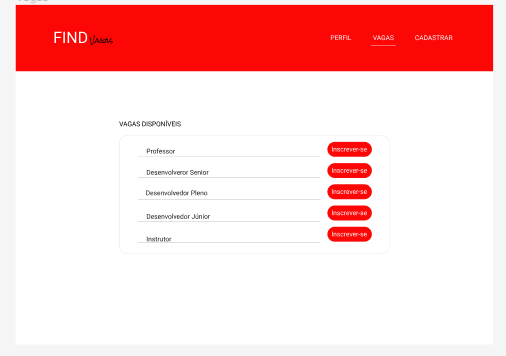 Vagas
FIND Vagas
PERFIL VAGAS CADASTRAR
VAGAS DISPONÍVEIS
Professor Inscrever-se
Desenvolveror Senior Inscrever-se
Desenvolvedor Pleno Inscrever-se
Desenvolvedor Júnior Inscrever-se
Instrutor Inscrever-se